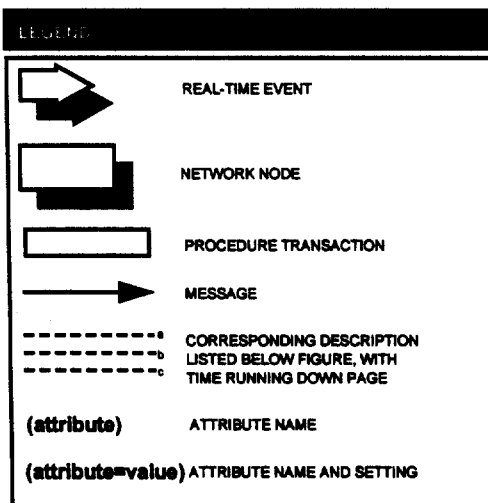 LEGEND
REAL-TIME EVENT
NETWORK NODE
PROCEDURE TRANSACTION
MESSAGE
a
b
c
CORRESPONDING DESCRIPTION
LISTED BELOW FIGURE, WITH
TIME RUNNING DOWN PAGE
(attribute) ATTRIBUTE NAME
(attribute=value) ATTRIBUTE NAME AND SETTING